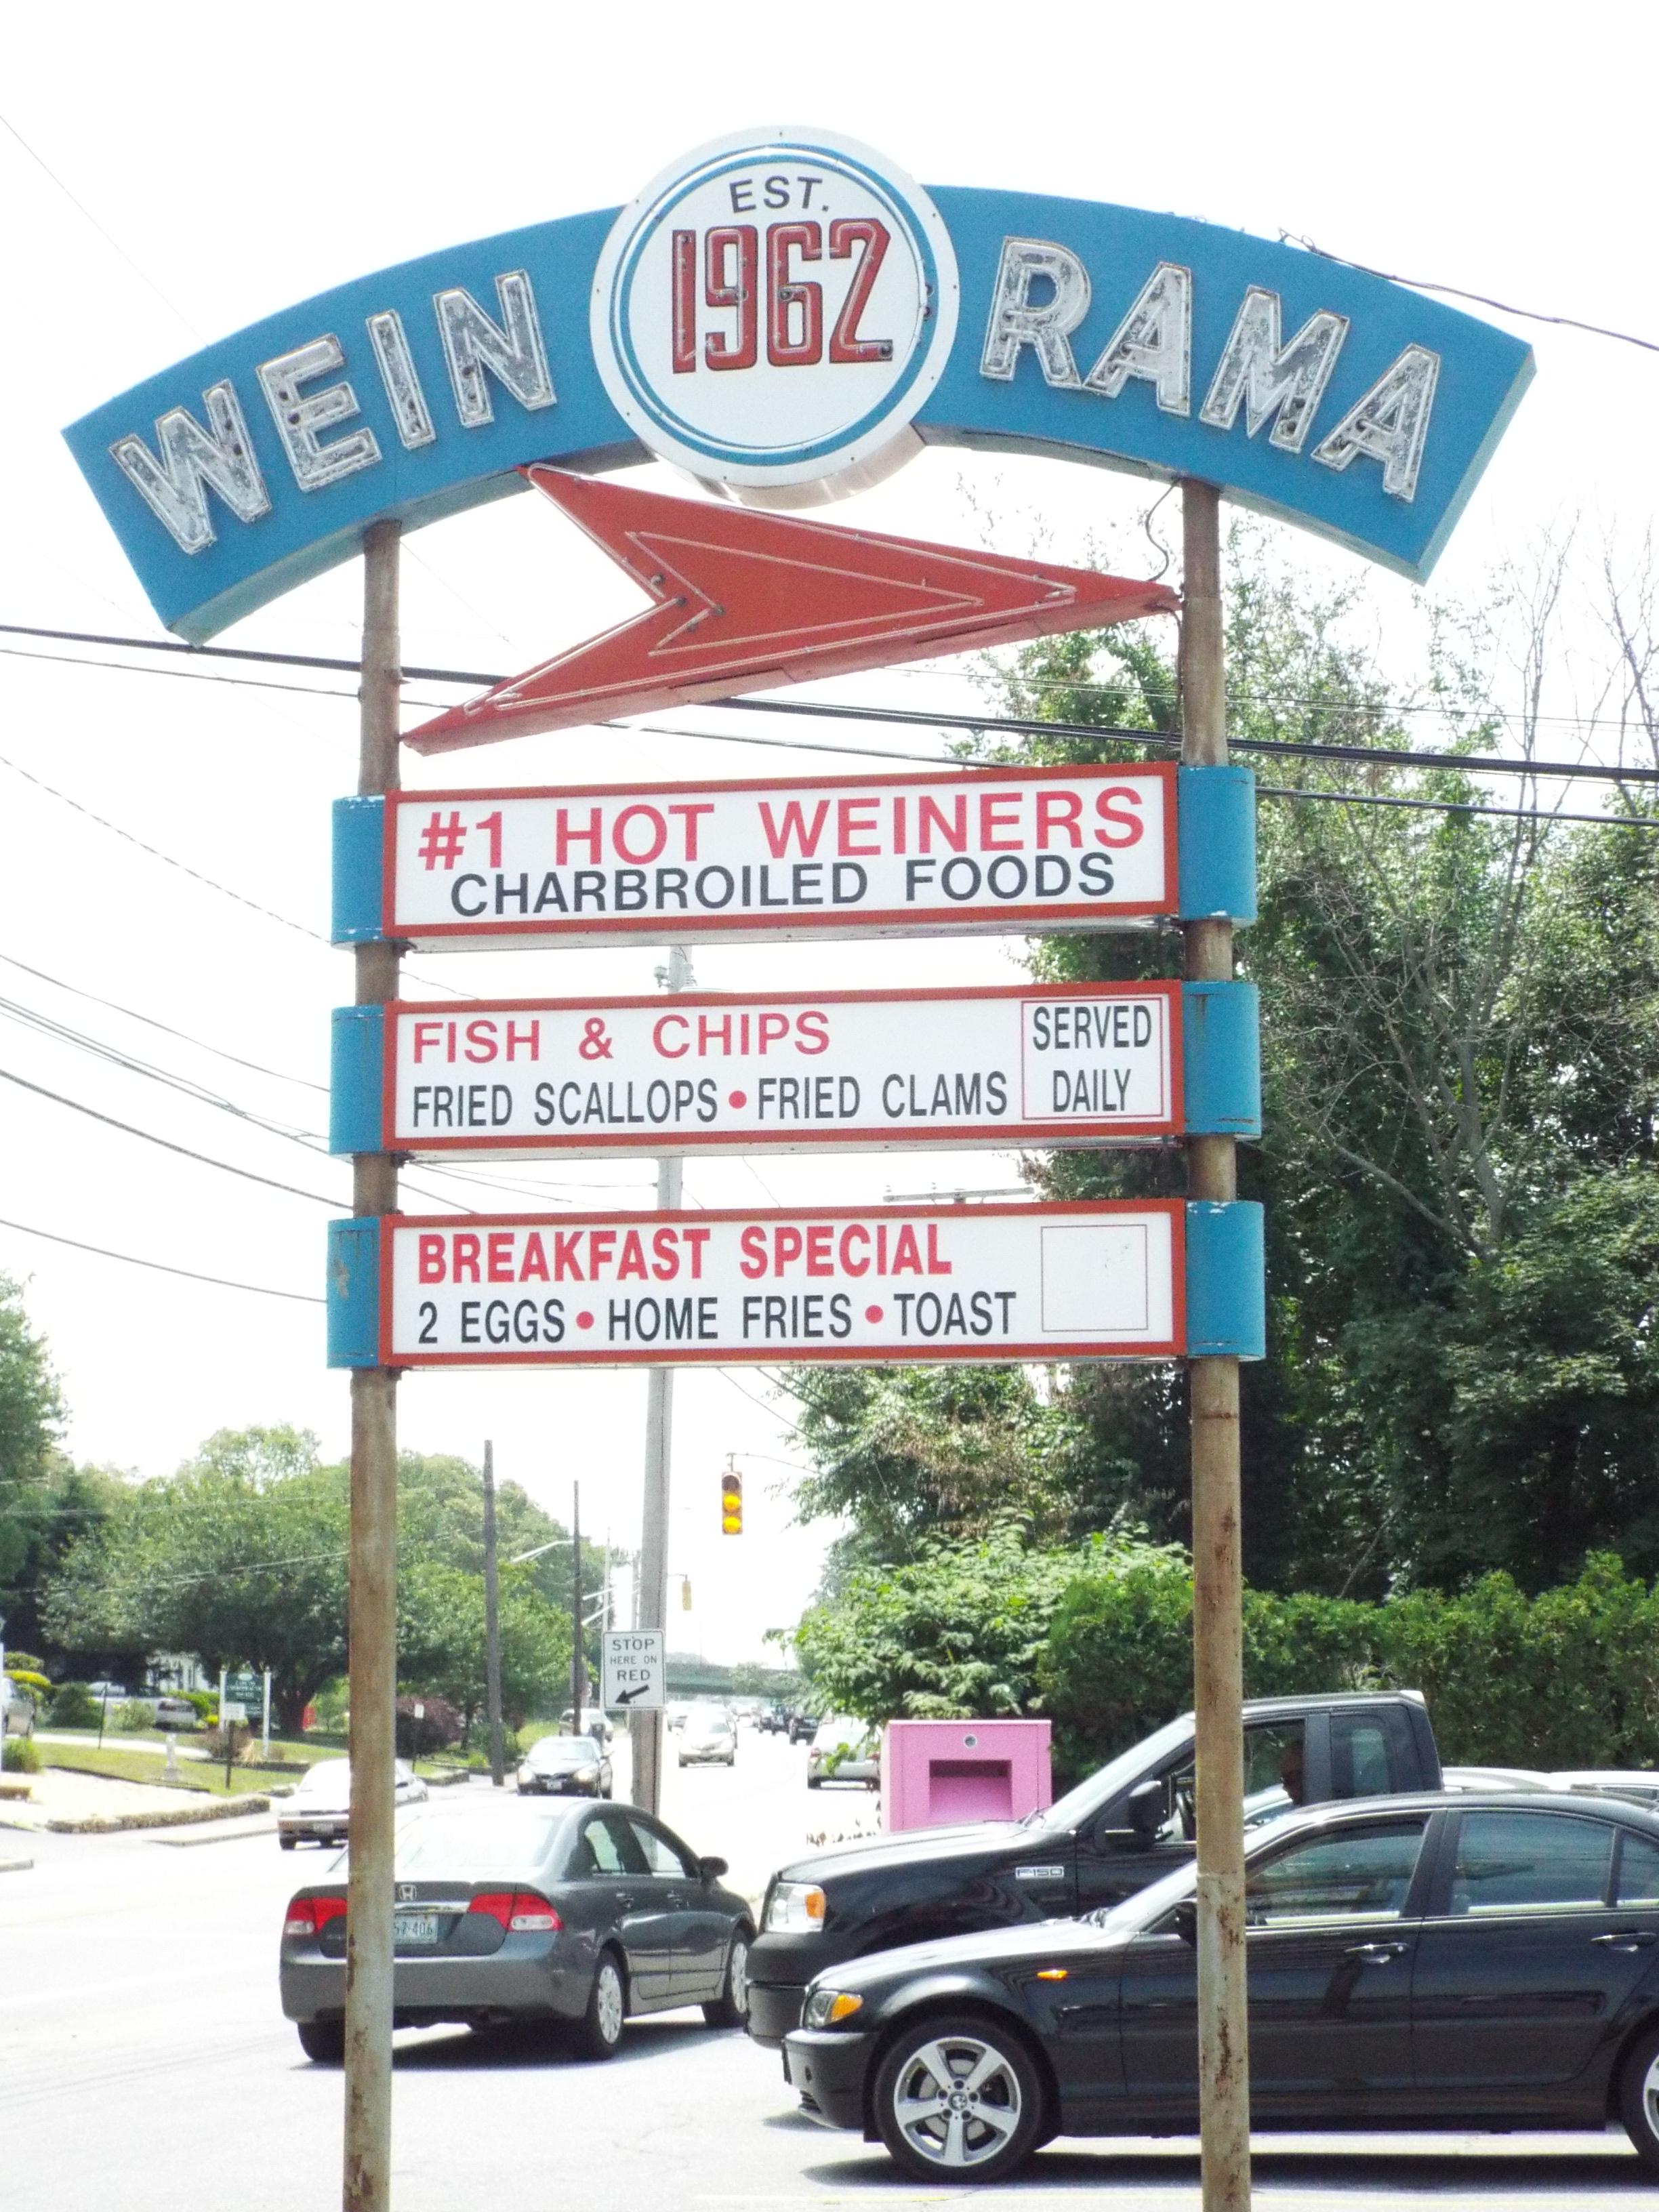 EST.
1962
WEIN RAMA
#1 HOT WEINERS
CHARBROILED FOODS
FISH & CHIPS
FRIED SCALLOPS • FRIED CLAMS
SERVED
DAILY
BREAKFAST SPECIAL
2 EGGS • HOME FRIES • TOAST
STOP
HERE ON
RED
F-150